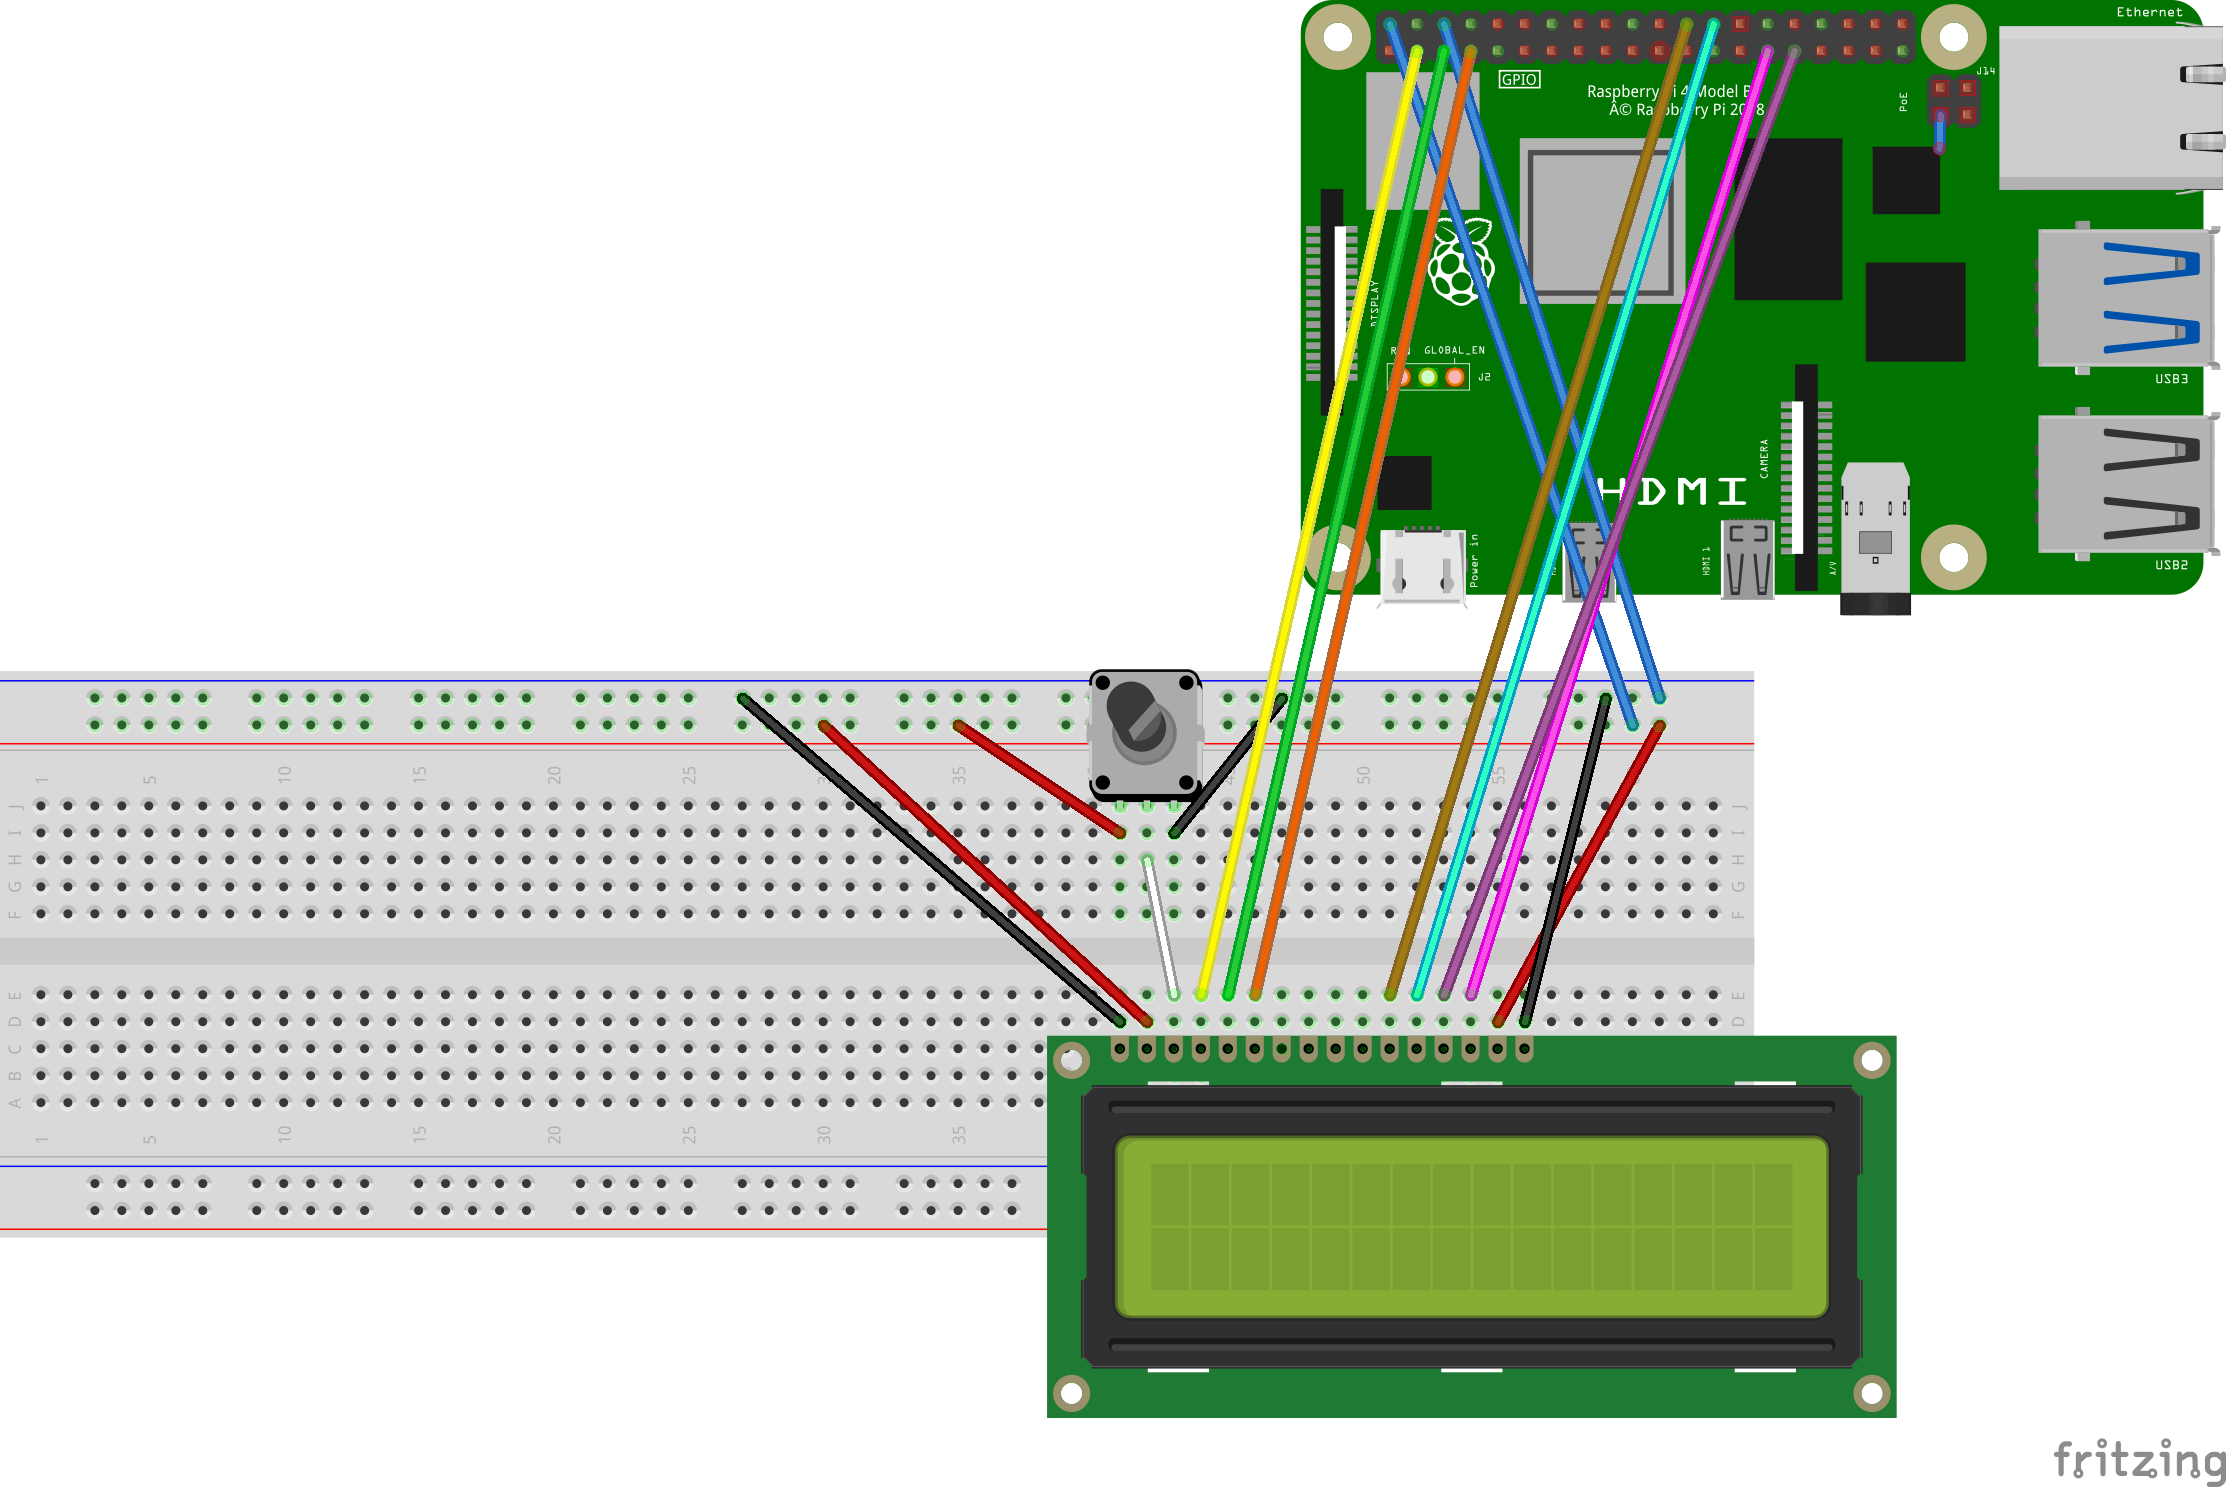 Ethernet
J14
GPIO
PoE
Raspberry Pi 4 Model B
Â© Raspberry Pi 2018
DISPLAY
GLOBAL_EN
J2
USB3
CAMERA
HDMI
Power in
HDMI 1
A/V
USB2
1 5 10 15 20 25 35 50 55
J J
I I
H H
G G
F F
E E
D D
C
B
A
1 5 10 15 20 25 30 35
fritzing